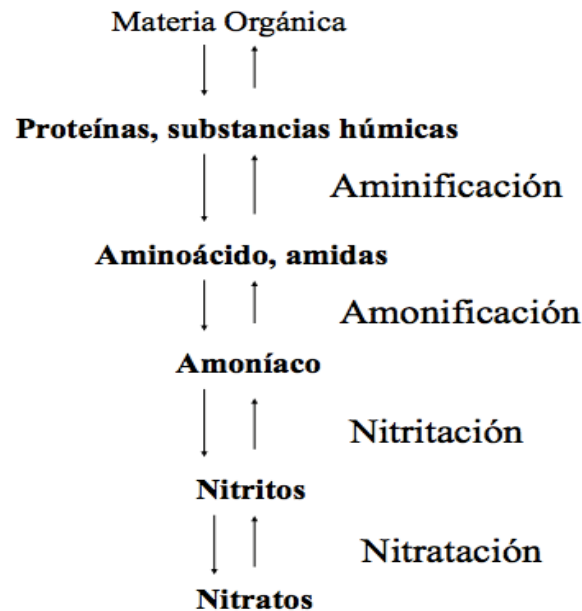 Materia Orgánica
Proteínas, substancias húmicas
Aminificación
Aminoácido, amidas
Amonificación
Amoníaco
Nitritación
Nitritos
Nitratación
Nitratos